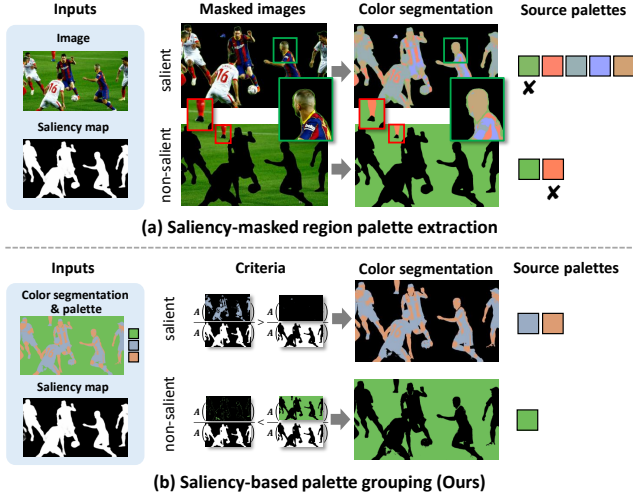 Inputs
Masked images
Color segmentation
Source palettes
Image
Saliency map
salient
non-salient
16
(a) Saliency-masked region palette extraction
Inputs
Criteria
Color segmentation
Source palettes
Color segmentation
& palette
Saliency map
salient
A( ) / A( ) > A( ) / A( )
non-salient
A( ) / A( ) < A( ) / A( )
(b) Saliency-based palette grouping (Ours)